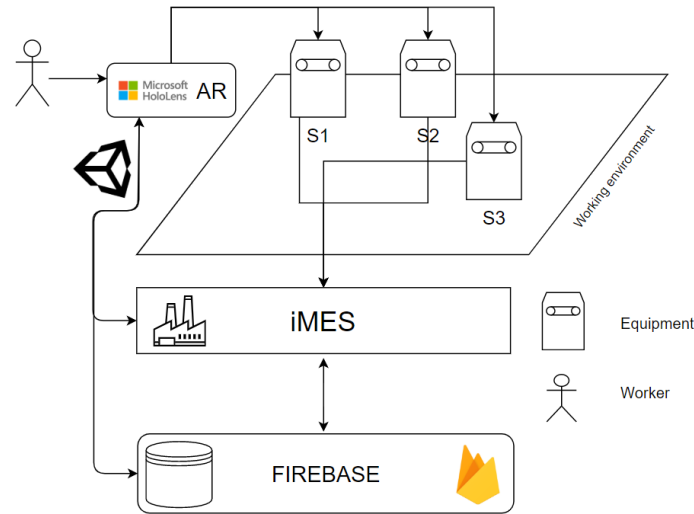 Microsoft
HoloLens
AR
S1
S2
S3
Working environment
iMES
Equipment
Worker
FIREBASE